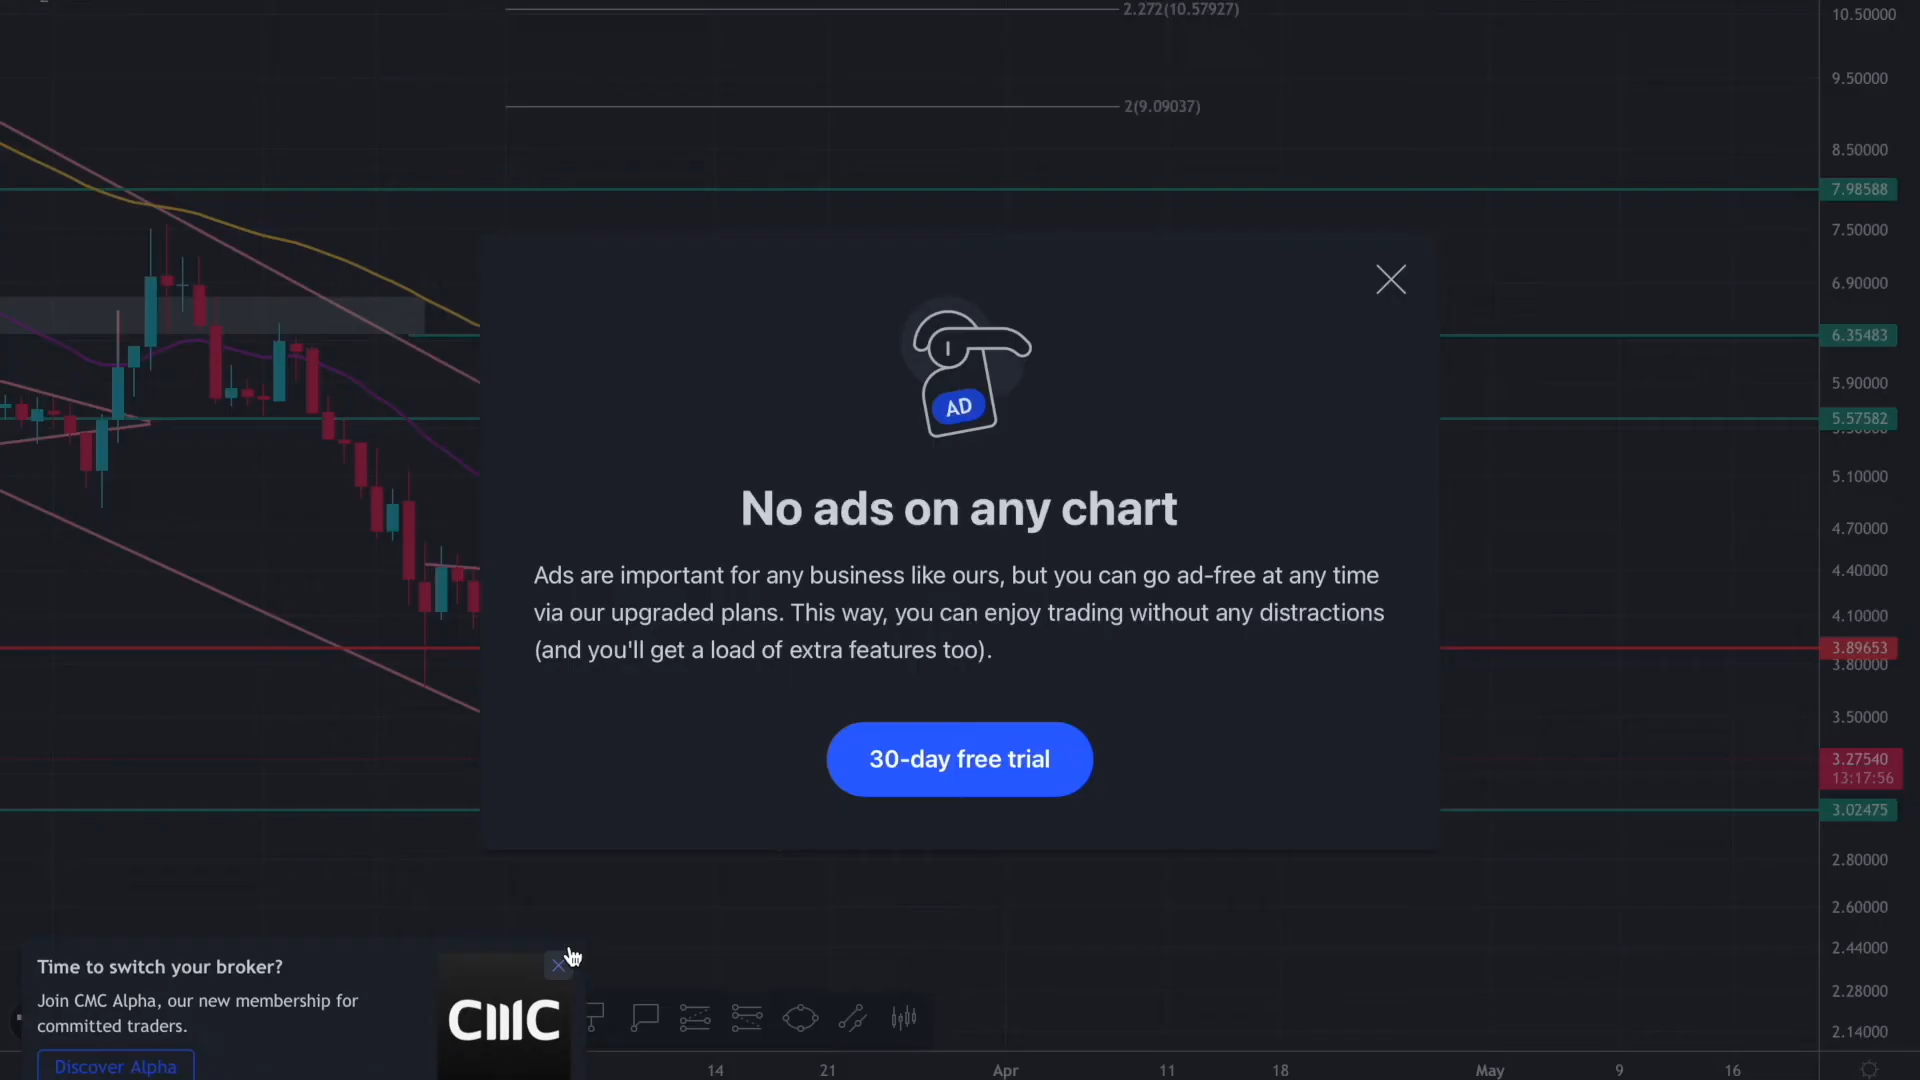 2.272(10.57927)
10.50000
9.50000
2(9.09037)
8.50000
7.98588
7.50000
6.90000
6.35483
5.90000
5.57582
5.10000
4.70000
4.40000
4.10000
3.89653
3.80000
3.50000
3.27540
13:17:56
3.02475
2.80000
2.60000
2.44000
2.28000
2.14000
AD
No ads on any chart
Ads are important for any business like ours, but you can go ad-free at any time
via our upgraded plans. This way, you can enjoy trading without any distractions
(and you'll get a load of extra features too).
30-day free trial
Time to switch your broker?
Join CMC Alpha, our new membership for
committed traders.
Discover Alpha
CMC
14 21 Apr 11 18 May 9 16